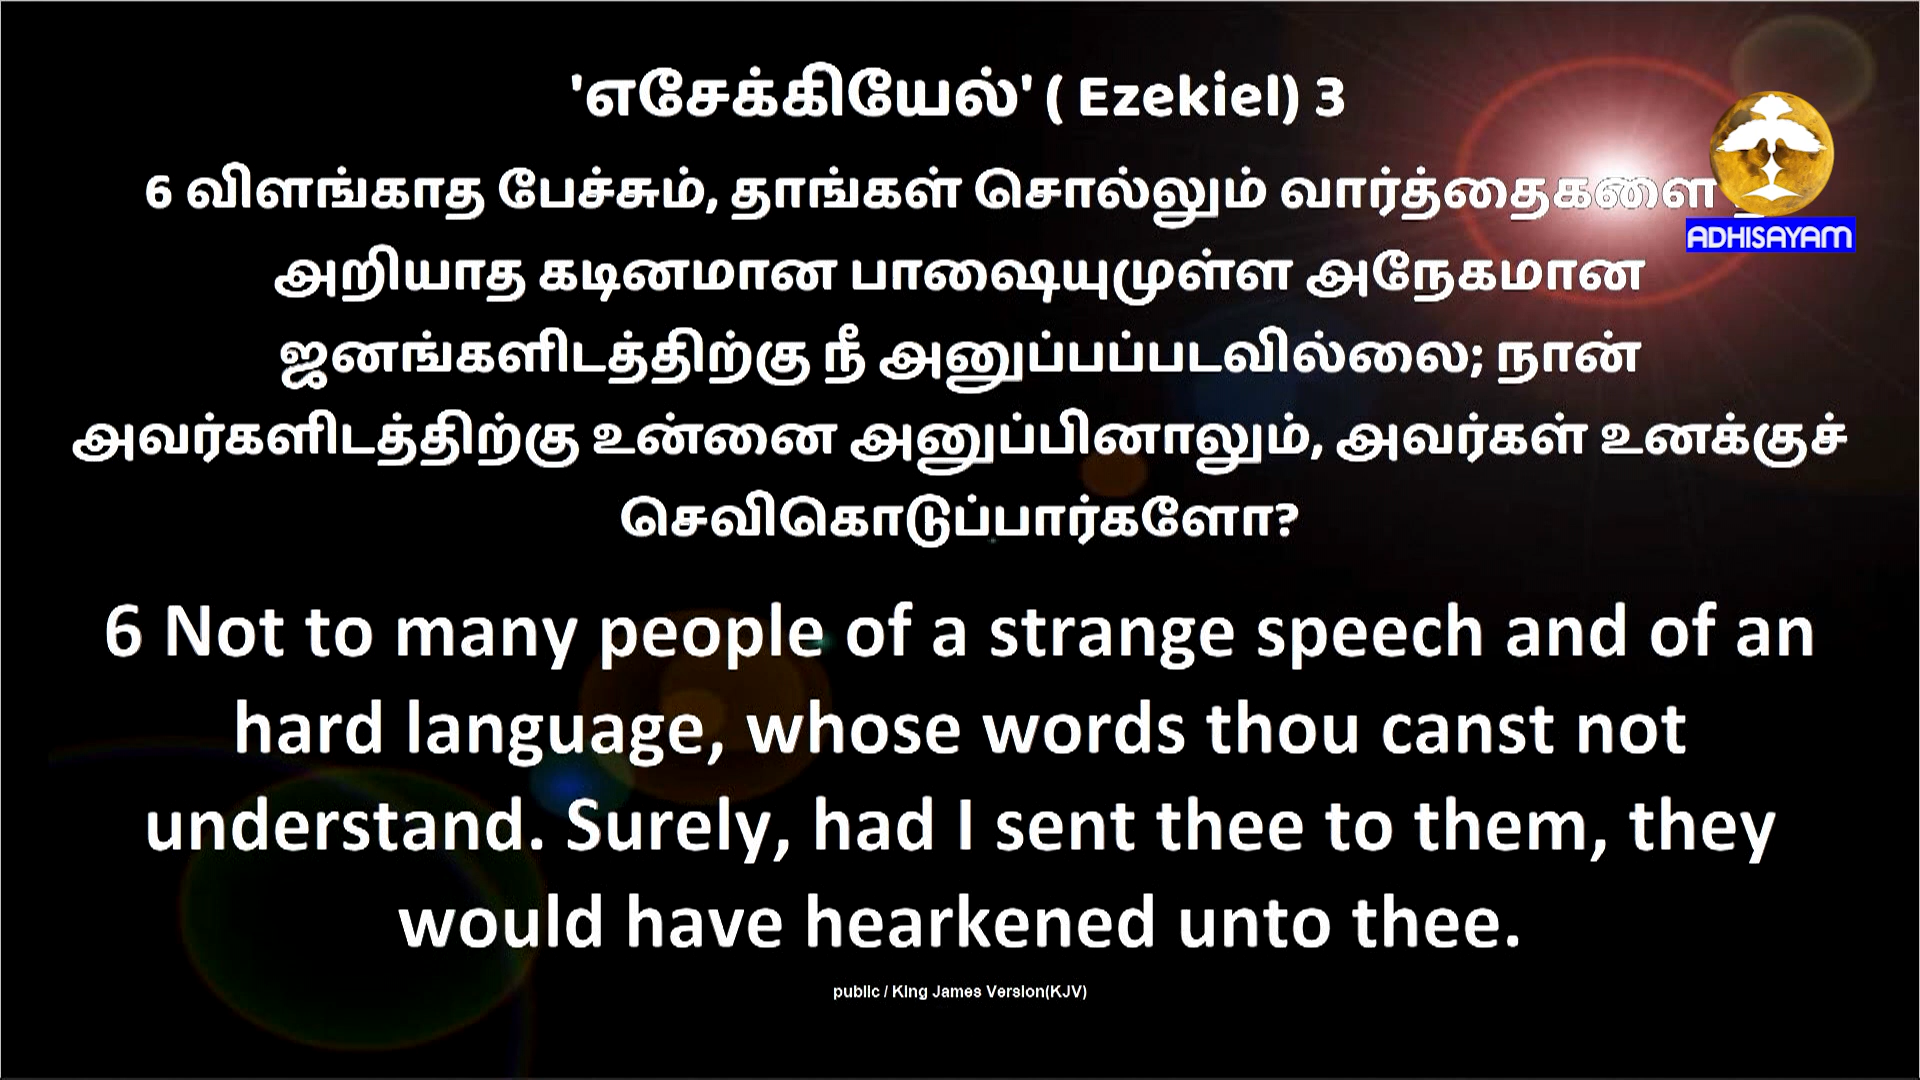 'எசேக்கியேல்' ( Ezekiel) 3
6 விளங்காத பேச்சும், தாங்கள் சொல்லும் வார்த்தைகளை
ADHISAYAM
அறியாத கடினமான பாஷையுமுள்ள அநேகமான
ஜனங்களிடத்திற்கு நீ அனுப்பப்படவில்லை; நான்
அவர்களிடத்திற்கு உன்னை அனுப்பினாலும், அவர்கள் உனக்குச்
செவிகொடுப்பார்களோ?
6 Not to many people of a strange speech and of an
hard language, whose words thou canst not
understand. Surely, had I sent thee to them, they
would have hearkened unto thee.
public / King James Version(KJV)